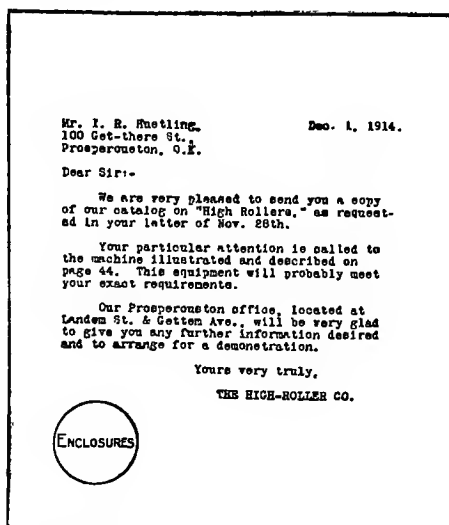 Mr. I. R. Hustling, Dec. 1, 1914.
100 Get-there St.,
Prosperouston, O.K.
Dear Sir:-
We are very pleased to send you a copy
of our catalog on "High Rollers," as request-
ed in your letter of Nov. 28th.
Your particular attention is called to
the machine illustrated and described on
page 44. This equipment will probably meet
your exact requirements.
Our Prosperouston office, located at
Landem St. & Gettem Ave., will be very glad
to give you any further information desired
and to arrange for a demonstration.
Yours very truly,
THE HIGH-ROLLER CO.
ENCLOSURES